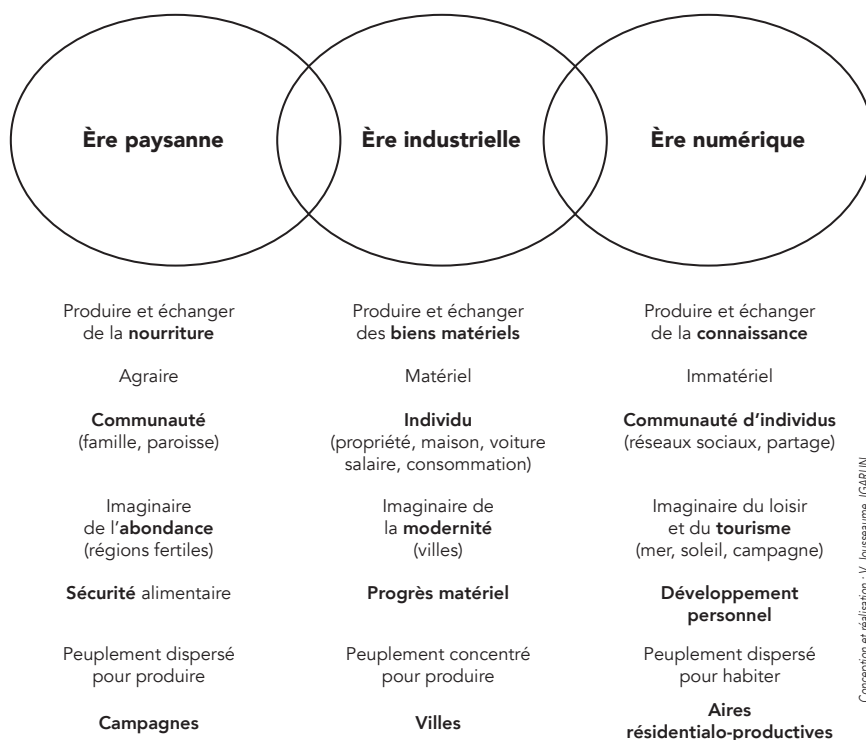 Ère paysanne
Ère industrielle
Ère numérique
Produire et échanger
de la nourriture
Produire et échanger
des biens matériels
Produire et échanger
de la connaissance
Agraire
Matériel
Immatériel
Communauté
(famille, paroisse)
Individu
(propriété, maison, voiture
salaire, consommation)
Communauté d'individus
(réseaux sociaux, partage)
Imaginaire
de l'abondance
(régions fertiles)
Imaginaire de
la modernité
(villes)
Imaginaire du loisir
et du tourisme
(mer, soleil, campagne)
Sécurité alimentaire
Progrès matériel
Développement
personnel
Peuplement dispersé
pour produire
Peuplement concentré
pour produire
Peuplement dispersé
pour habiter
Campagnes
Villes
Aires
résidentialo-productives
Conception et réalisation : V. Jousseaume, IGARUN